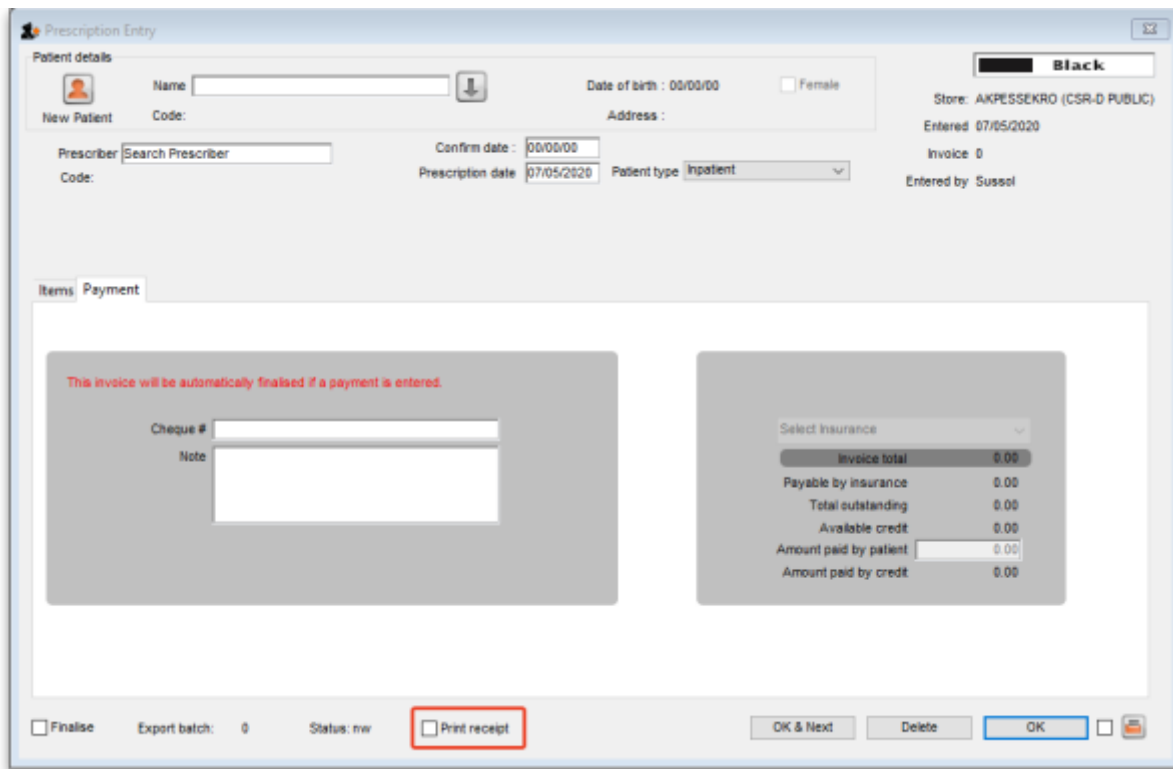 Prescription Entry
Patient details
Black
Name
Date of birth : 00/00/00
Female
Store: AKPESSEKRO (CSR-D PUBLIC)
New Patient
Code:
Address :
Entered 07/05/2020
Prescriber Search Prescriber
Confirm date : 00/00/00
Invoice 0
Code:
Prescription date 07/05/2020
Patient type Inpatient
Entered by Sussol
Items Payment
This invoice will be automatically finalised if a payment is entered.
Cheque #
Note
Select Insurance
Invoice total 0.00
Payable by insurance 0.00
Total outstanding 0.00
Available credit 0.00
Amount paid by patient 0.00
Amount paid by credit 0.00
Finalise
Export batch: 0
Status: nw
Print receipt
OK & Next
Delete
OK